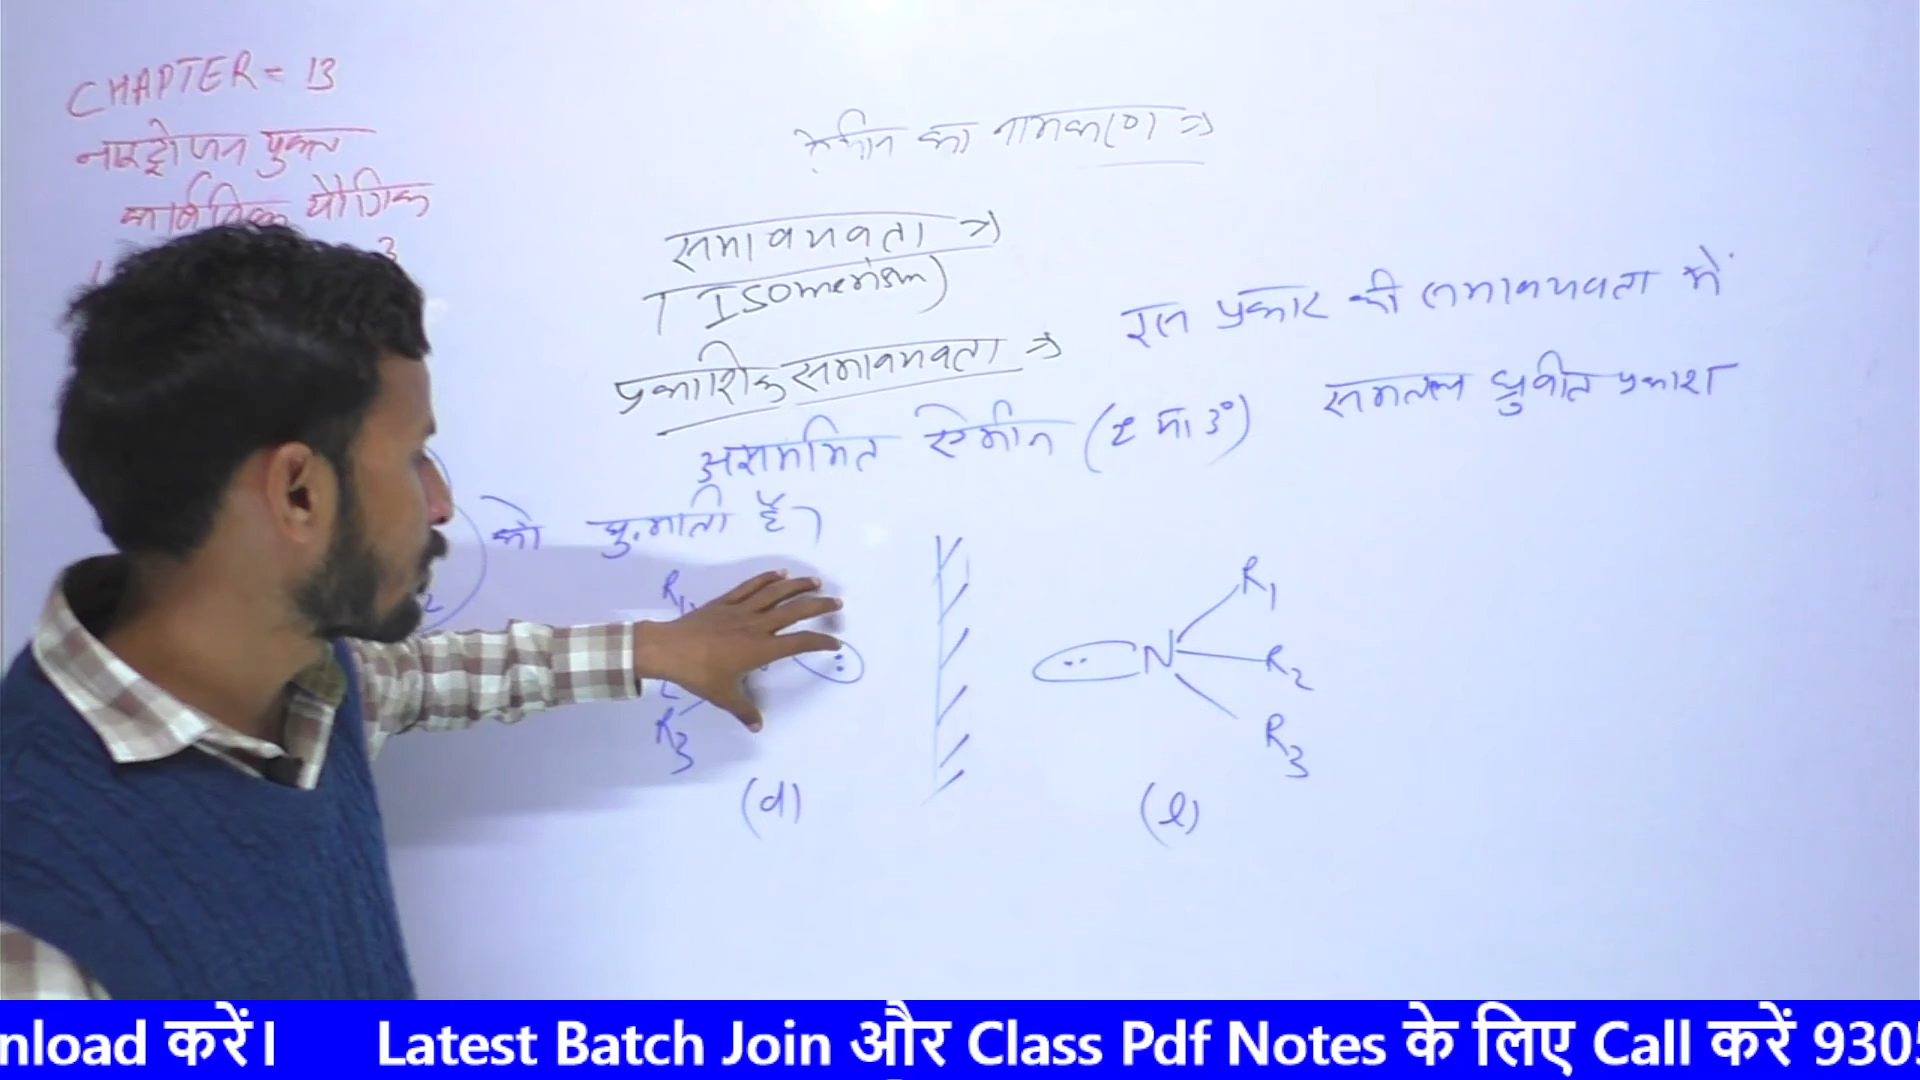 CHAPTER = 13
नाइट्रोजन युक्त
कार्बनिक यौगिक
3
ऐमीन का नामकरण ⇒
समावयवता ⇒
(Isomerism)
प्रकाशिक समावयवता ⇒ इस प्रकार की समावयवता में
असममित ऐमीन (2° या 3°) समतल ध्रुवीत प्रकाश
को घुमाती है।
R1
R3
(d)
N
R1
R2
R3
(l)
nload करें। Latest Batch Join और Class Pdf Notes के लिए Call करें 930